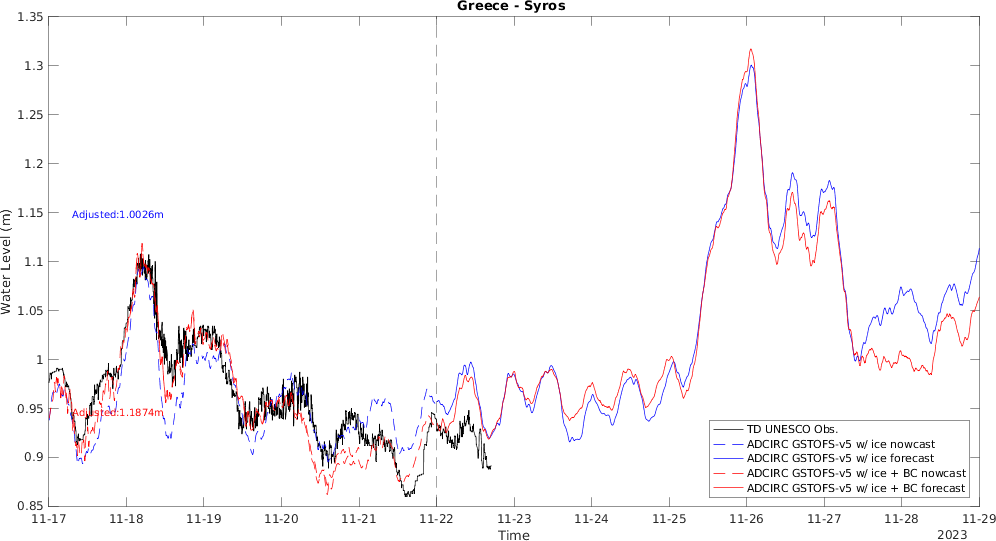 Greece - Syros
1.35
1.3
1.25
1.2
1.15
1.1
1.05
1
0.95
0.9
0.85
Water Level (m)
Adjusted:1.0026m
Adjusted:1.1874m
TD UNESCO Obs.
ADCIRC GSTOFS-v5 w/ ice nowcast
ADCIRC GSTOFS-v5 w/ ice forecast
ADCIRC GSTOFS-v5 w/ ice + BC nowcast
ADCIRC GSTOFS-v5 w/ ice + BC forecast
11-17 11-18 11-19 11-20 11-21 11-22 11-23 11-24 11-25 11-26 11-27 11-28 11-29
Time
2023